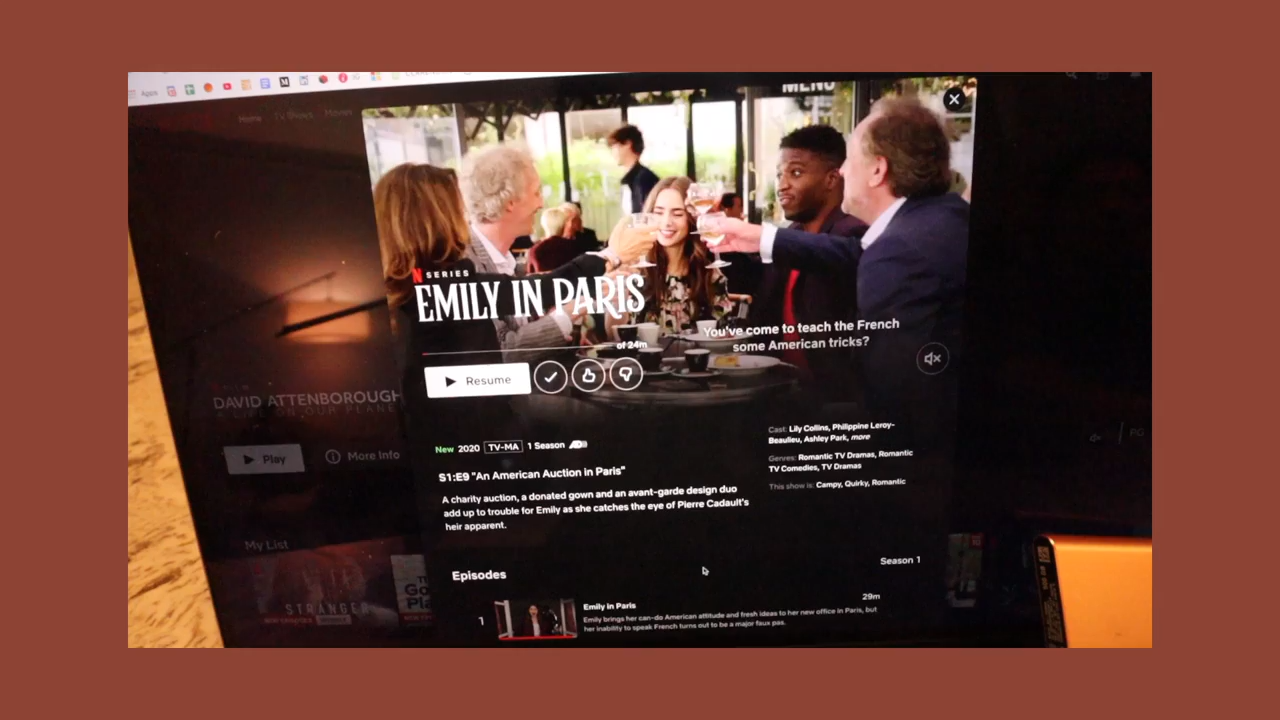 Apps
Home TV Shows Movies
MENU
N SERIES
EMILY IN PARIS
You've come to teach the French
some American tricks?
of 24m
Resume
DAVID ATTENBOROUGH
A LIFE ON OUR PLANE
Play
More Info
PG
New 2020 TV-MA 1 Season AD
S1:E9 "An American Auction in Paris"
A charity auction, a donated gown and an avant-garde design duo
add up to trouble for Emily as she catches the eye of Pierre Cadault's
heir apparent.
Cast: Lily Collins, Philippine Leroy-
Beaulieu, Ashley Park, more
Genres: Romantic TV Dramas, Romantic
TV Comedies, TV Dramas
This show is: Campy, Quirky, Romantic
My List
STRANGER
Episodes
Season 1
1
Emily in Paris
29m
Emily brings her can-do American attitude and fresh ideas to her new office in Paris, but
her inability to speak French turns out to be a major faux pas.